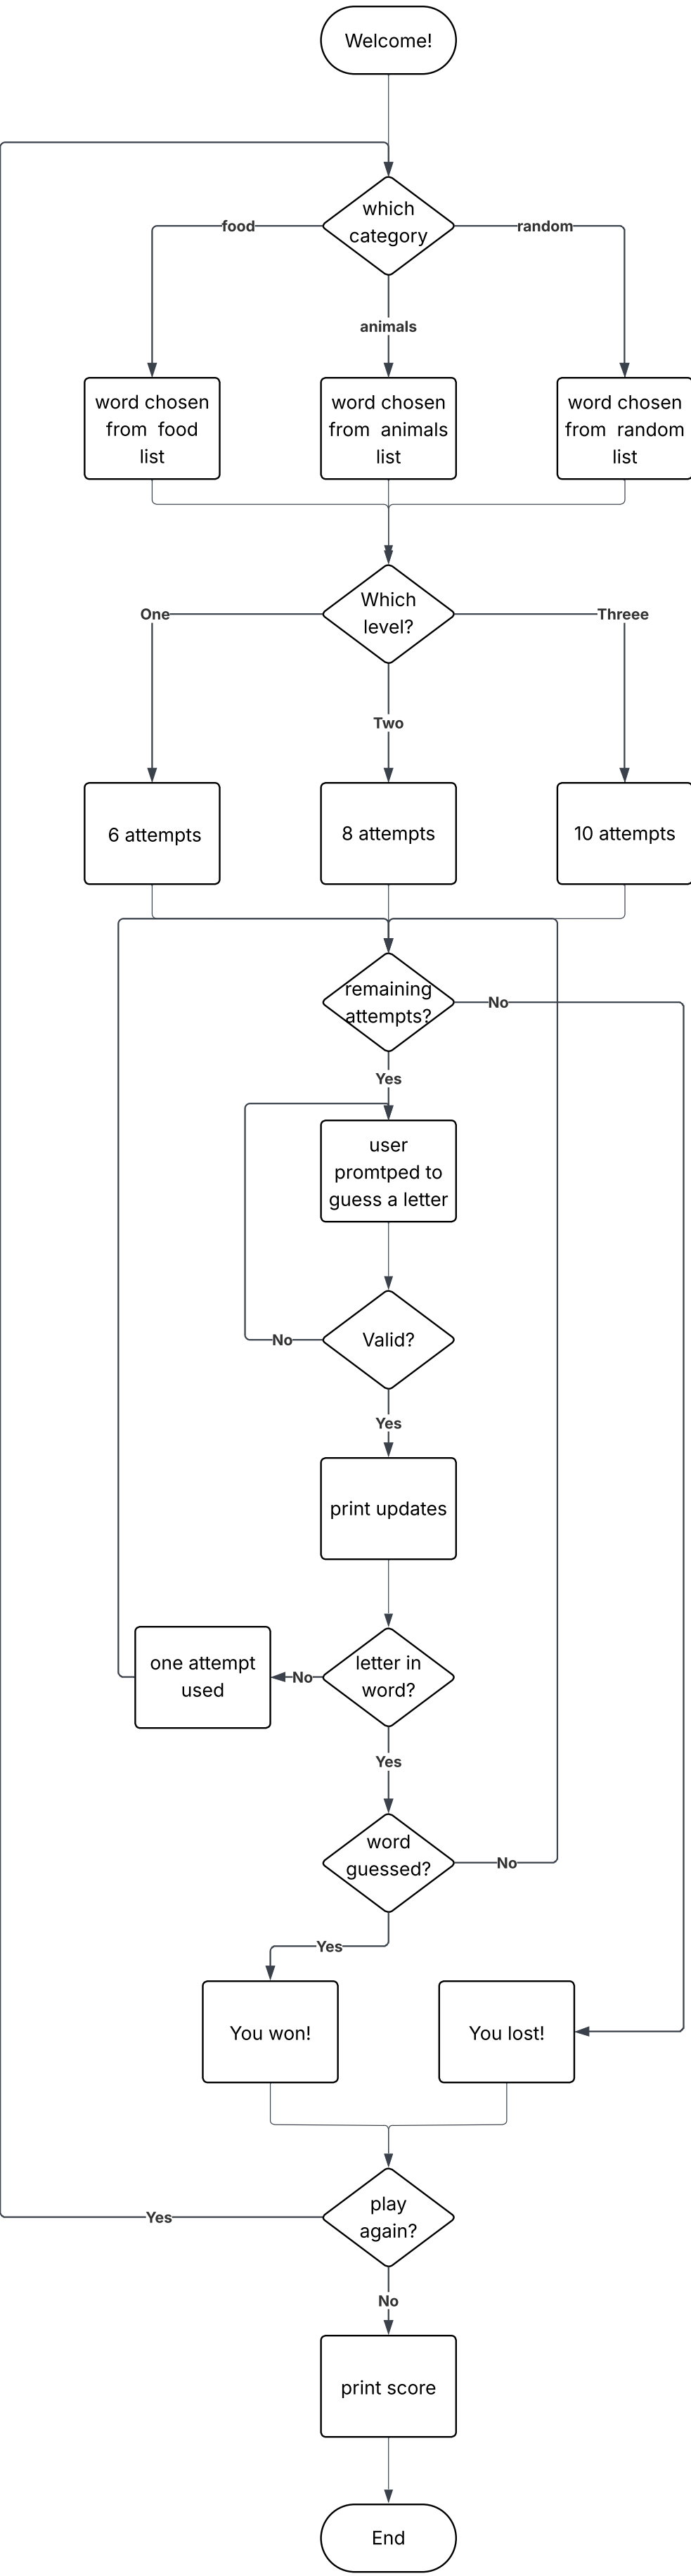 Welcome!
which
category
food
random
animals
word chosen
from  food
list
word chosen
from  animals
list
word chosen
from  random
list
Which
level?
One
Threee
Two
6 attempts
8 attempts
10 attempts
remaining
attempts?
No
Yes
user
promtped to
guess a letter
Valid?
No
Yes
print updates
one attempt
used
No
letter in
word?
Yes
word
guessed?
No
Yes
You won!
You lost!
play
again?
Yes
No
print score
End